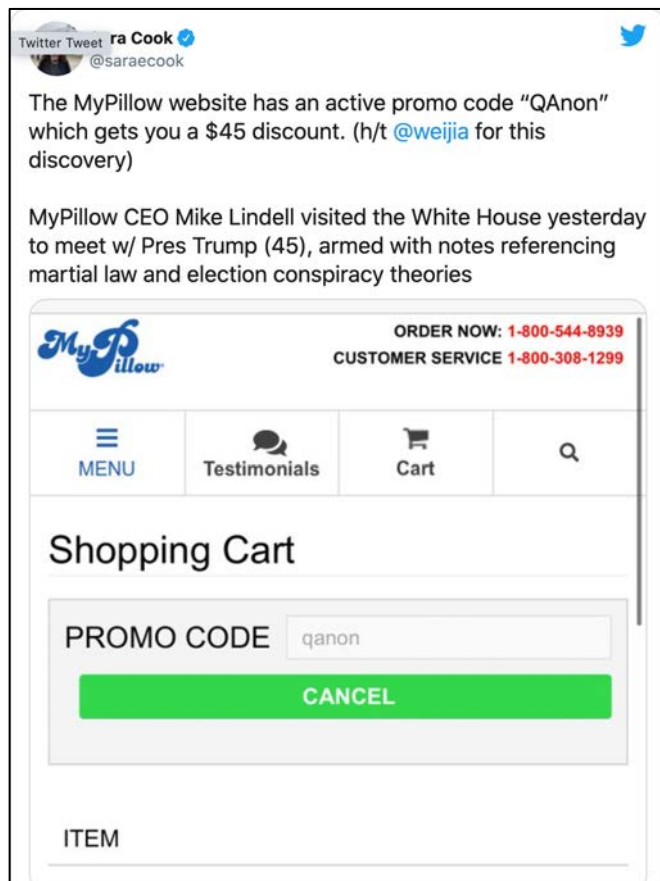 Twitter Tweet ra Cook
@saraecook
The MyPillow website has an active promo code “QAnon”
which gets you a $45 discount. (h/t @weijia for this
discovery)
MyPillow CEO Mike Lindell visited the White House yesterday
to meet w/ Pres Trump (45), armed with notes referencing
martial law and election conspiracy theories
MyPillow
ORDER NOW: 1-800-544-8939
CUSTOMER SERVICE 1-800-308-1299
MENU
Testimonials
Cart
Shopping Cart
PROMO CODE qanon
CANCEL
ITEM